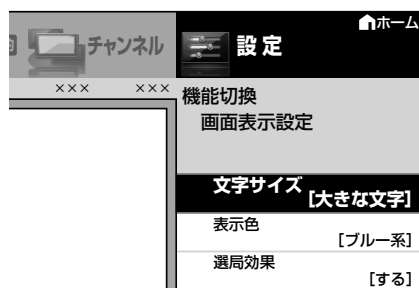 ホーム
チャンネル 設定
××× ×××
機能切換
画面表示設定
文字サイズ
[大きな文字]
表示色
[ブルー系]
選局効果
[する]